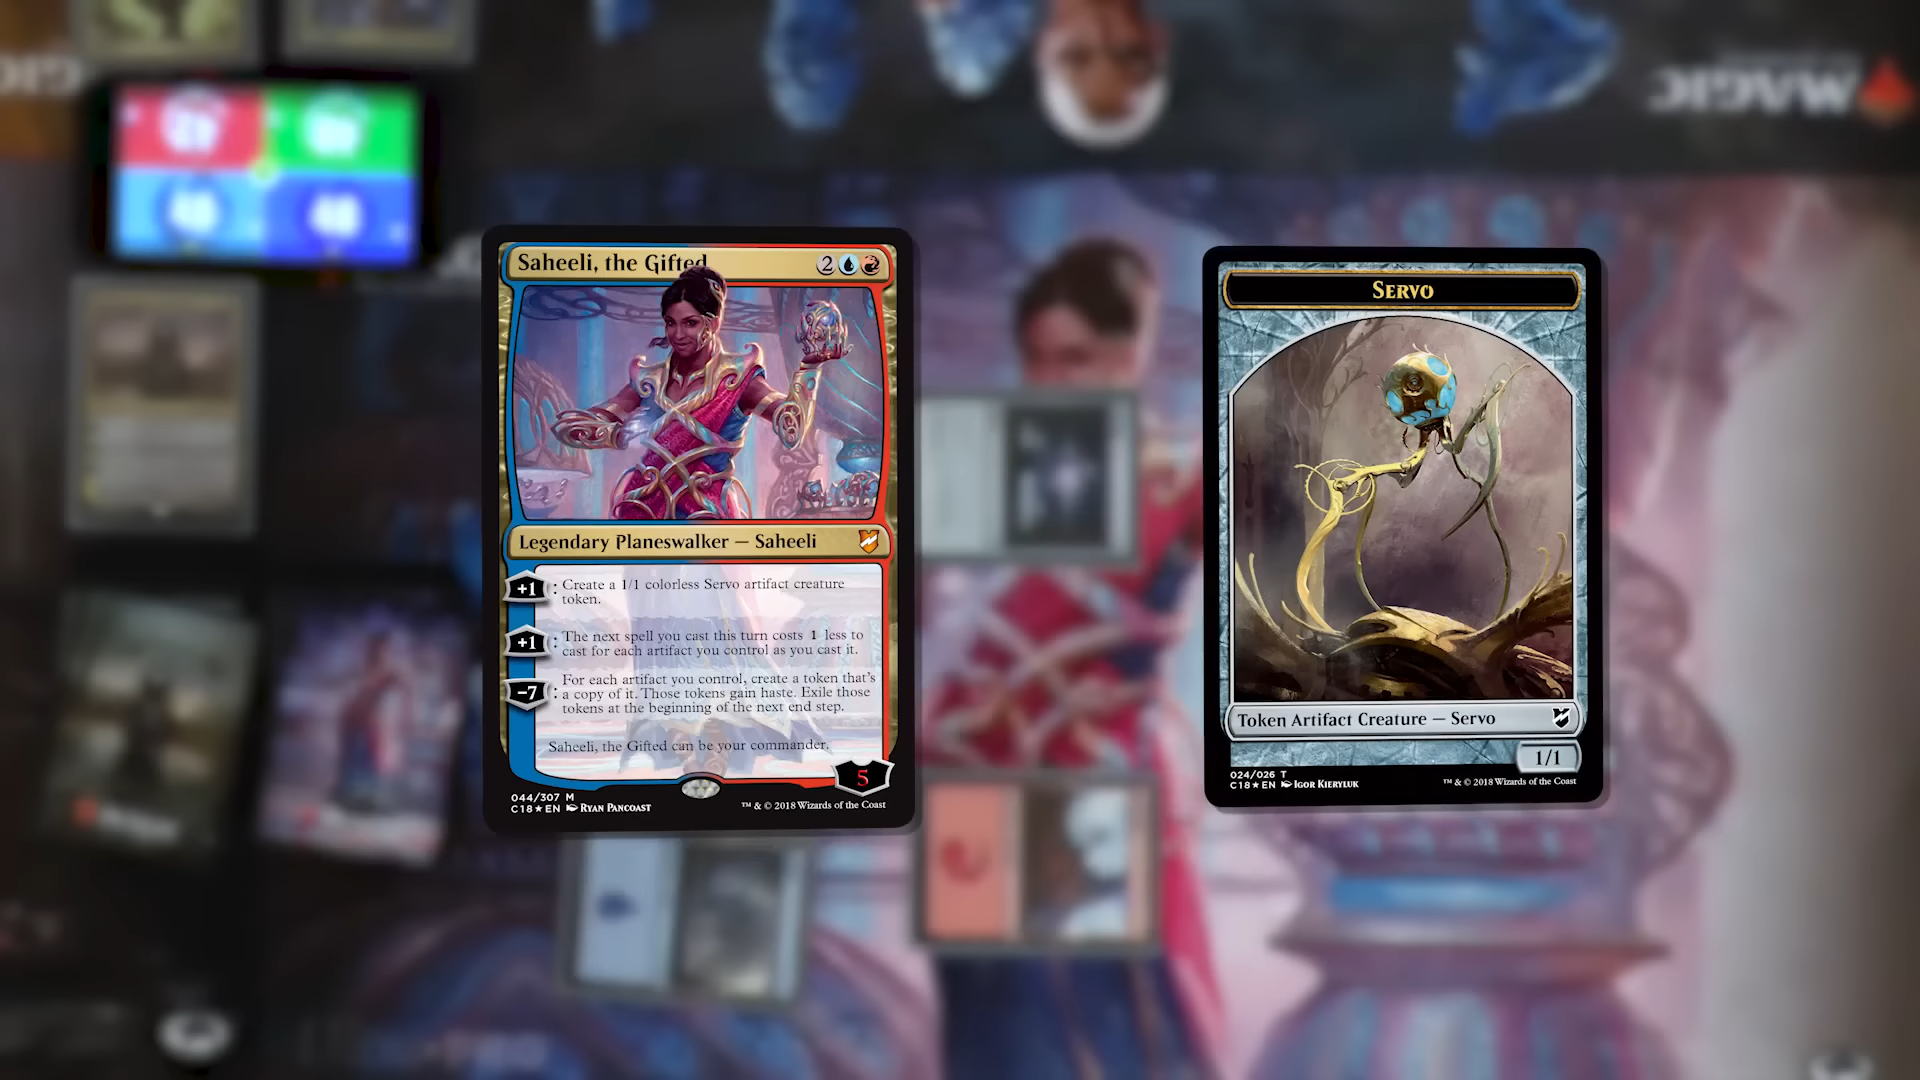 Saheeli, the Gifted
2
Legendary Planeswalker — Saheeli
+1 : Create a 1/1 colorless Servo artifact creature
token.
+1 : The next spell you cast this turn costs 1 less to
cast for each artifact you control as you cast it.
-7 : For each artifact you control, create a token that's
a copy of it. Those tokens gain haste. Exile those
tokens at the beginning of the next end step.
Saheeli, the Gifted can be your commander.
5
044/307 M
C18★EN Ryan Pancoast
™ & © 2018 Wizards of the Coast
Servo
Token Artifact Creature — Servo
1/1
024/026 T
C18★EN Igor Kieryluk
™ & © 2018 Wizards of the Coast
MAGIC